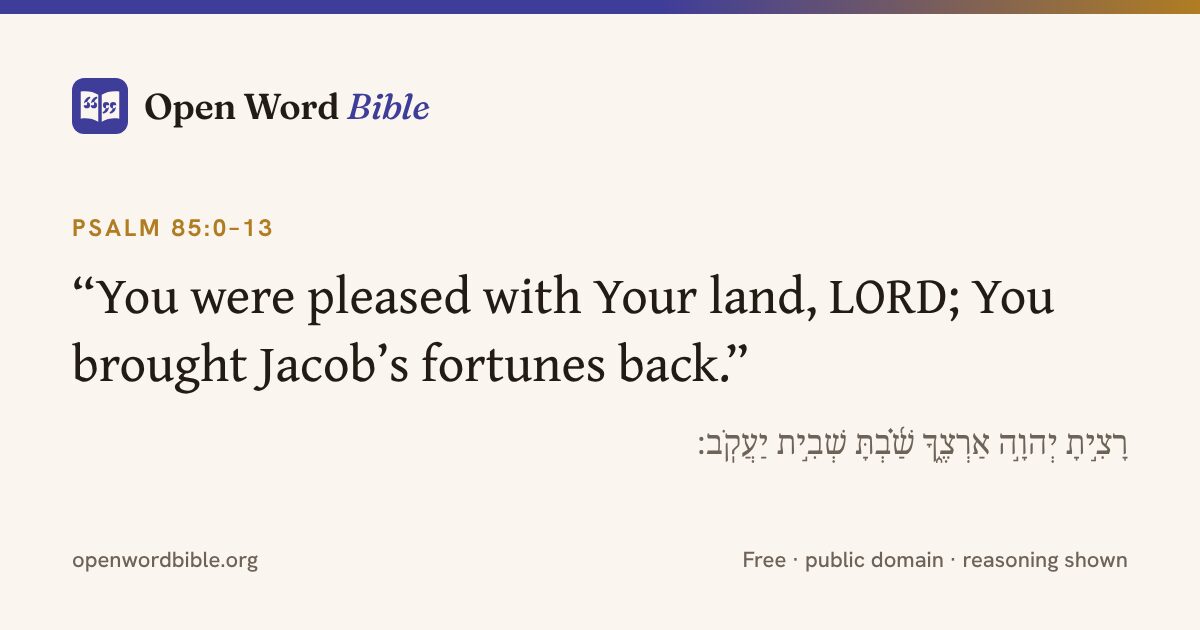 Open Word Bible
PSALM 85:0–13
“You were pleased with Your land, LORD; You
brought Jacob’s fortunes back.”
רָצִ֣יתָ יְהוָ֣ה אַרְצֶ֑ךָ שַׁ֝֗בְתָּ שְׁבִ֣ית יַעֲקֹֽב׃
openwordbible.org
Free · public domain · reasoning shown